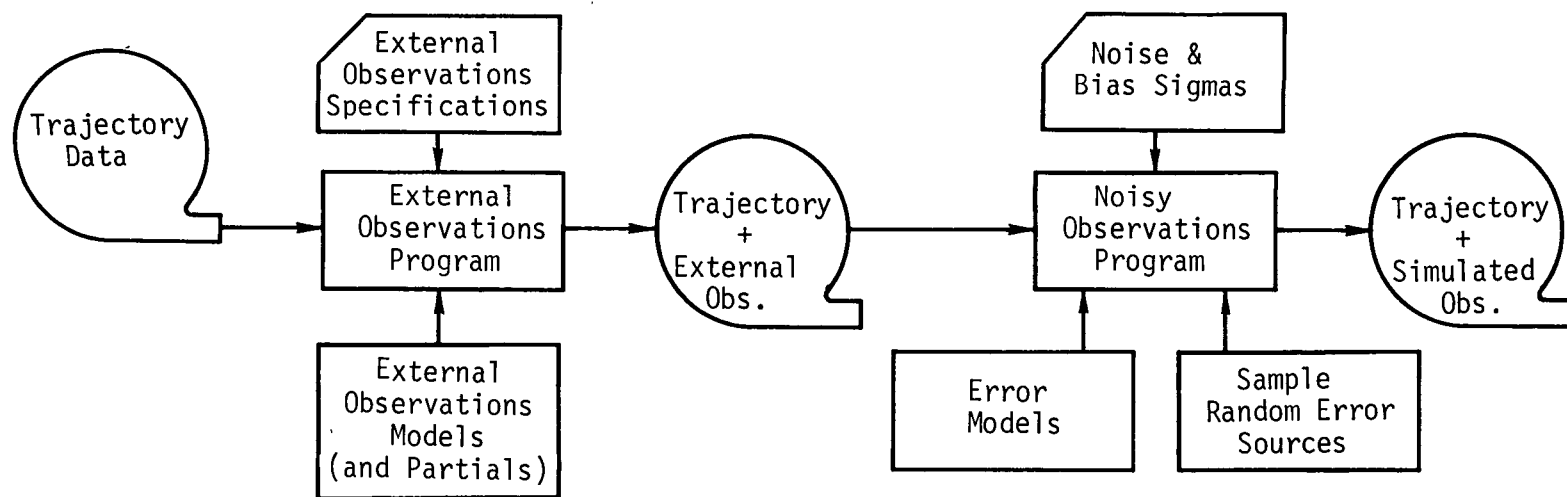 Trajectory
Data
External
Observations
Specifications
External
Observations
Program
External
Observations
Models
(and Partials)
Trajectory
+
External
Obs.
Noise &
Bias Sigmas
Noisy
Observations
Program
Error
Models
Sample
Random Error
Sources
Trajectory
+
Simulated
Obs.